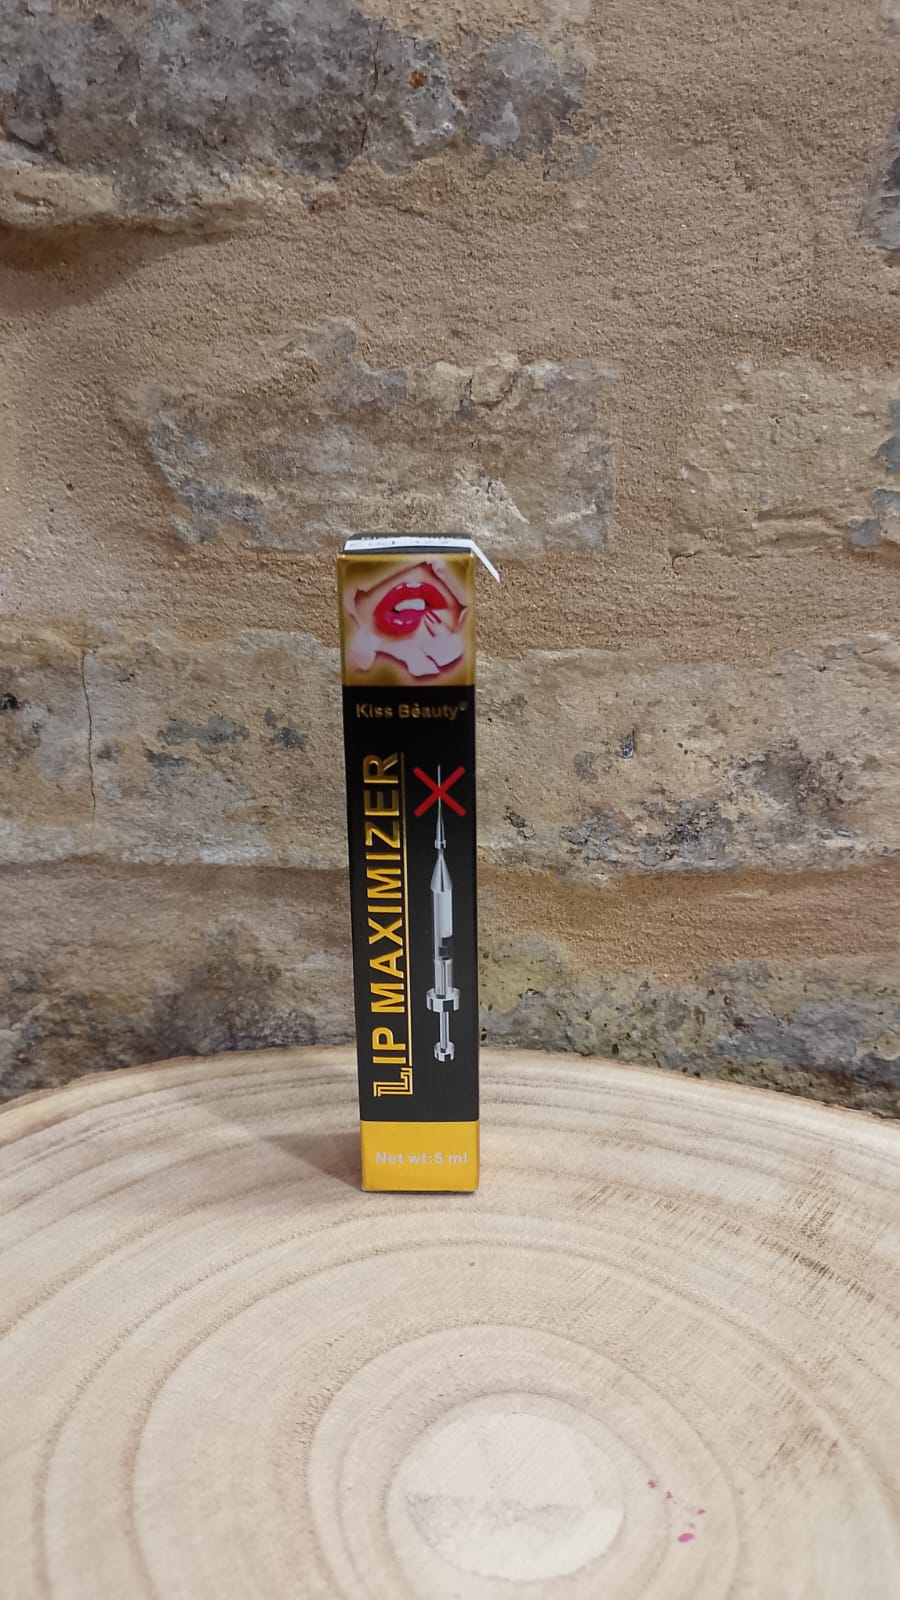 Kiss Beauty®
LIP MAXIMIZER
Net wt:5 ml